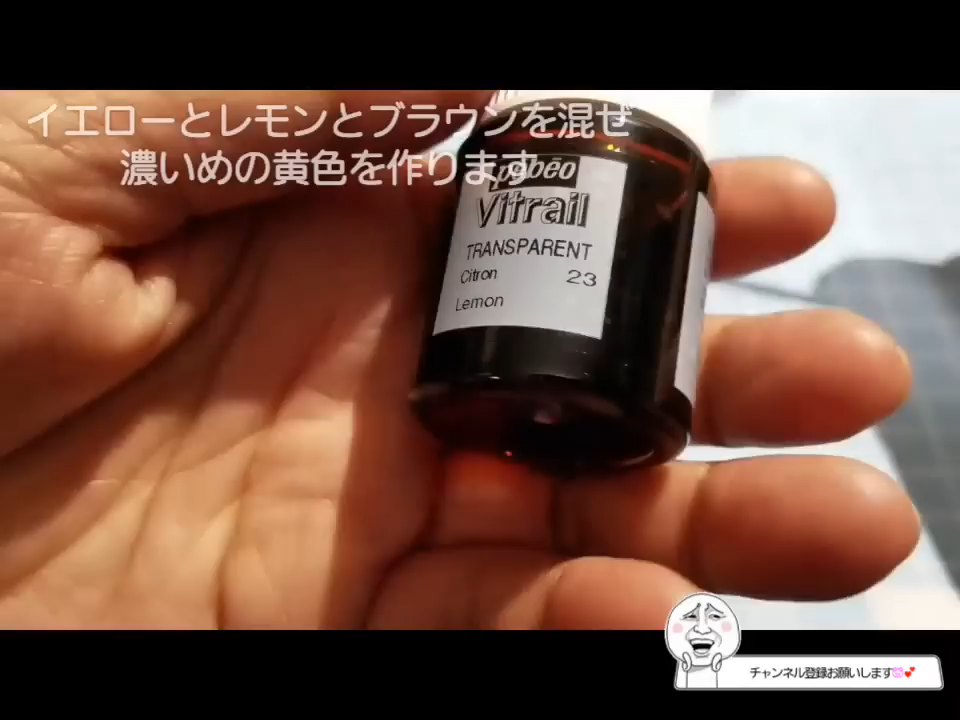 イエローとレモンとブラウンを混ぜ
濃いめの黄色を作ります
pebeo
Vitrail
TRANSPARENT
Citron 23
Lemon
チャンネル登録お願いします💕